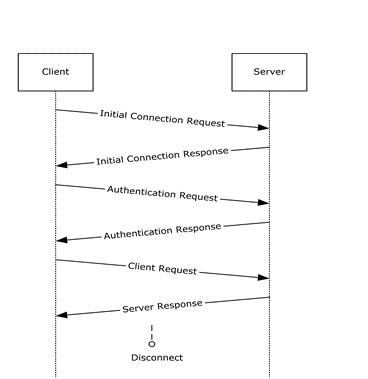 Client
Server
Initial Connection Request
Initial Connection Response
Authentication Request
Authentication Response
Client Request
Server Response
Disconnect